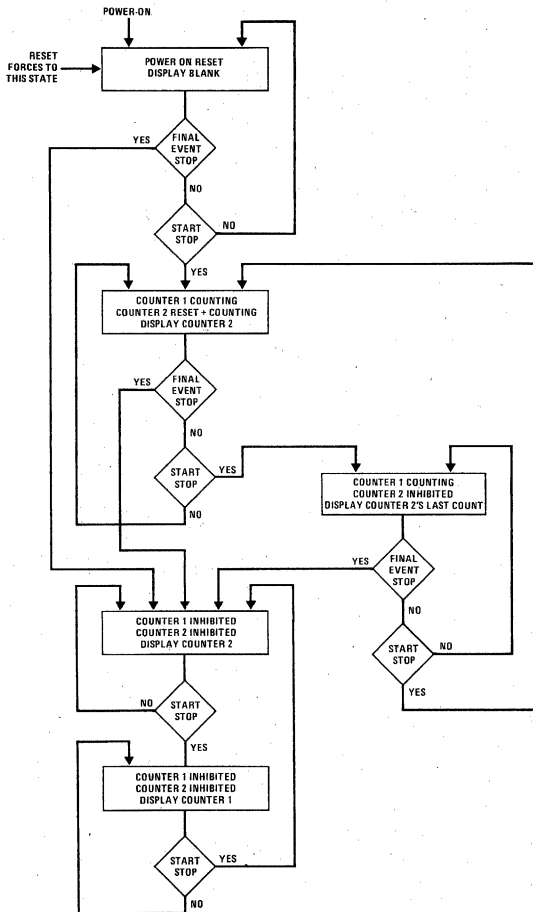 POWER-ON
RESET
FORCES TO
THIS STATE
POWER ON RESET
DISPLAY BLANK
YES
FINAL
EVENT
STOP
NO
START
STOP
NO
YES
COUNTER 1 COUNTING
COUNTER 2 RESET + COUNTING
DISPLAY COUNTER 2
YES
FINAL
EVENT
STOP
NO
START
STOP
YES
NO
COUNTER 1 COUNTING
COUNTER 2 INHIBITED
DISPLAY COUNTER 2'S LAST COUNT
YES
FINAL
EVENT
STOP
NO
START
STOP
NO
YES
COUNTER 1 INHIBITED
COUNTER 2 INHIBITED
DISPLAY COUNTER 2
NO
START
STOP
YES
COUNTER 1 INHIBITED
COUNTER 2 INHIBITED
DISPLAY COUNTER 1
START
STOP
YES
NO